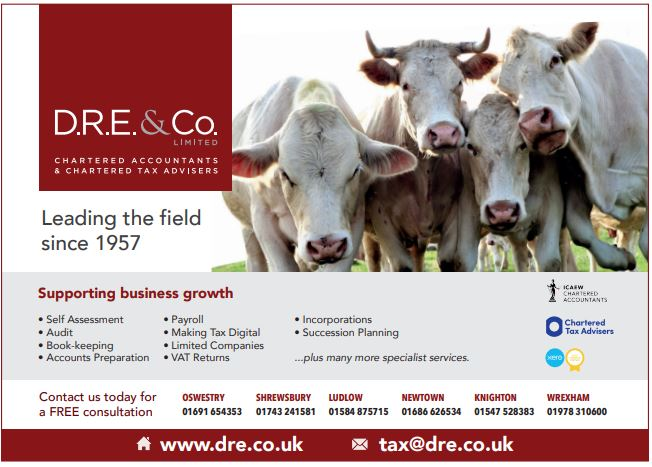 D.R.E. & Co.
LIMITED
CHARTERED ACCOUNTANTS
& CHARTERED TAX ADVISERS
Leading the field
since 1957
Supporting business growth
• Self Assessment
• Audit
• Book-keeping
• Accounts Preparation
• Payroll
• Making Tax Digital
• Limited Companies
• VAT Returns
• Incorporations
• Succession Planning
...plus many more specialist services.
ICAEW
CHARTERED
ACCOUNTANTS
Chartered
Tax Advisers
xero
Contact us today for
a FREE consultation
OSWESTRY
01691 654353
SHREWSBURY
01743 241581
LUDLOW
01584 875715
NEWTOWN
01686 626534
KNIGHTON
01547 528383
WREXHAM
01978 310600
www.dre.co.uk
tax@dre.co.uk